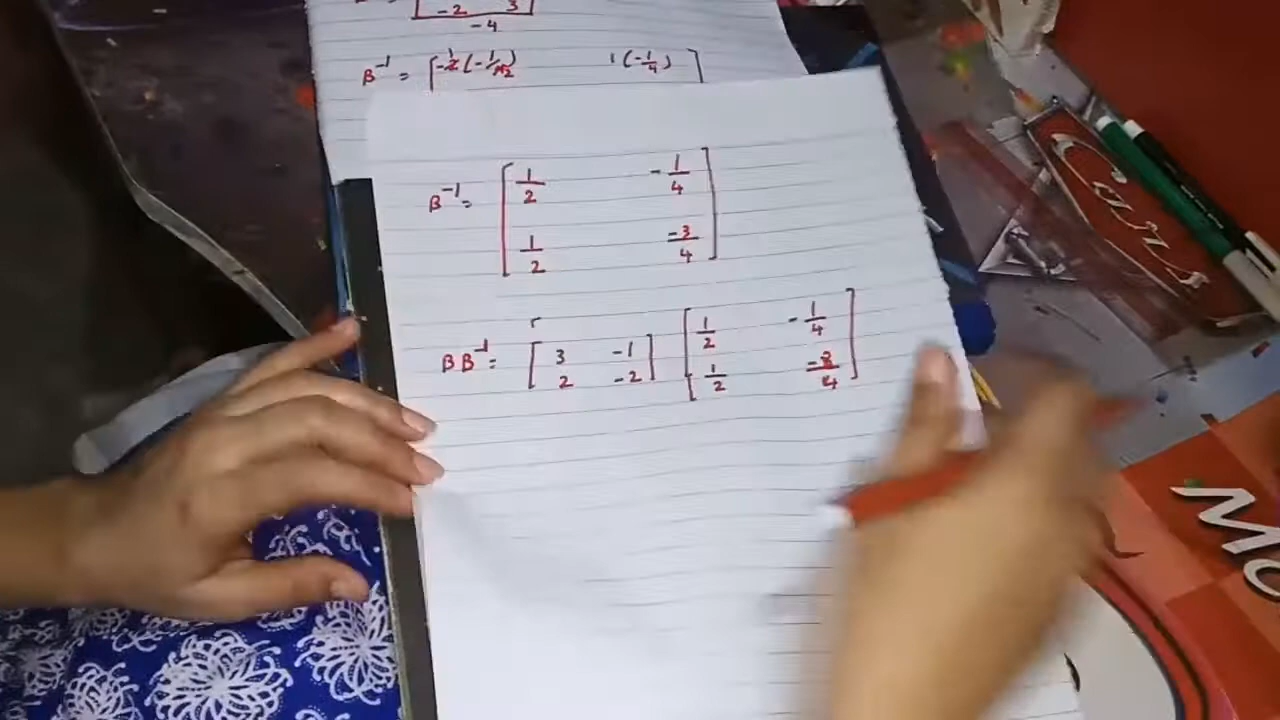 -2 3
-4
B⁻¹ = [ -2(-1/4)2 1(-1/4) ]
B⁻¹ = [ 1/2 -1/4
1/2 -3/4 ]
BB⁻¹ = [ 3 -1 [ 1/2 -1/4
2 -2 ] 1/2 -3/4 ]